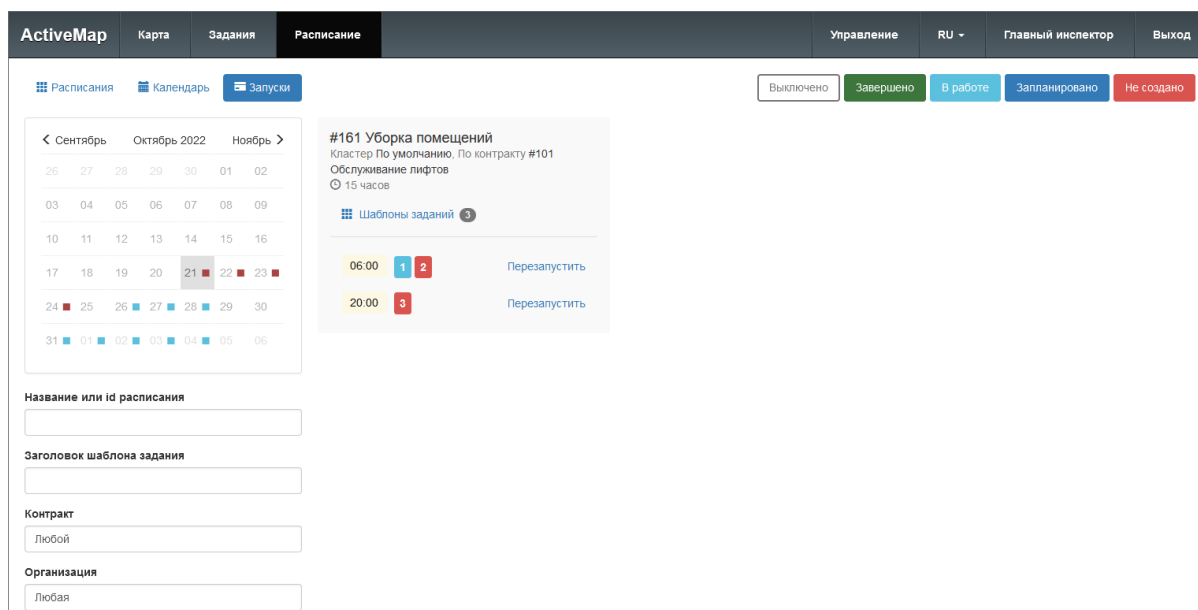 ActiveMap Карта Задания Расписание Управление RU Главный инспектор Выход
Расписания Календарь Запуски Выключено Завершено В работе Запланировано Не создано
Сентябрь Октябрь 2022 Ноябрь
26 27 28 29 30 01 02
03 04 05 06 07 08 09
10 11 12 13 14 15 16
17 18 19 20 21 22 23
24 25 26 27 28 29 30
31 01 02 03 04 05 06
#161 Уборка помещений
Кластер По умолчанию, По контракту #101
Обслуживание лифтов
15 часов
Шаблоны заданий 3
06:00 1 2 Перезапустить
20:00 3 Перезапустить
Название или id расписания
Заголовок шаблона задания
Контракт
Любой
Организация
Любая